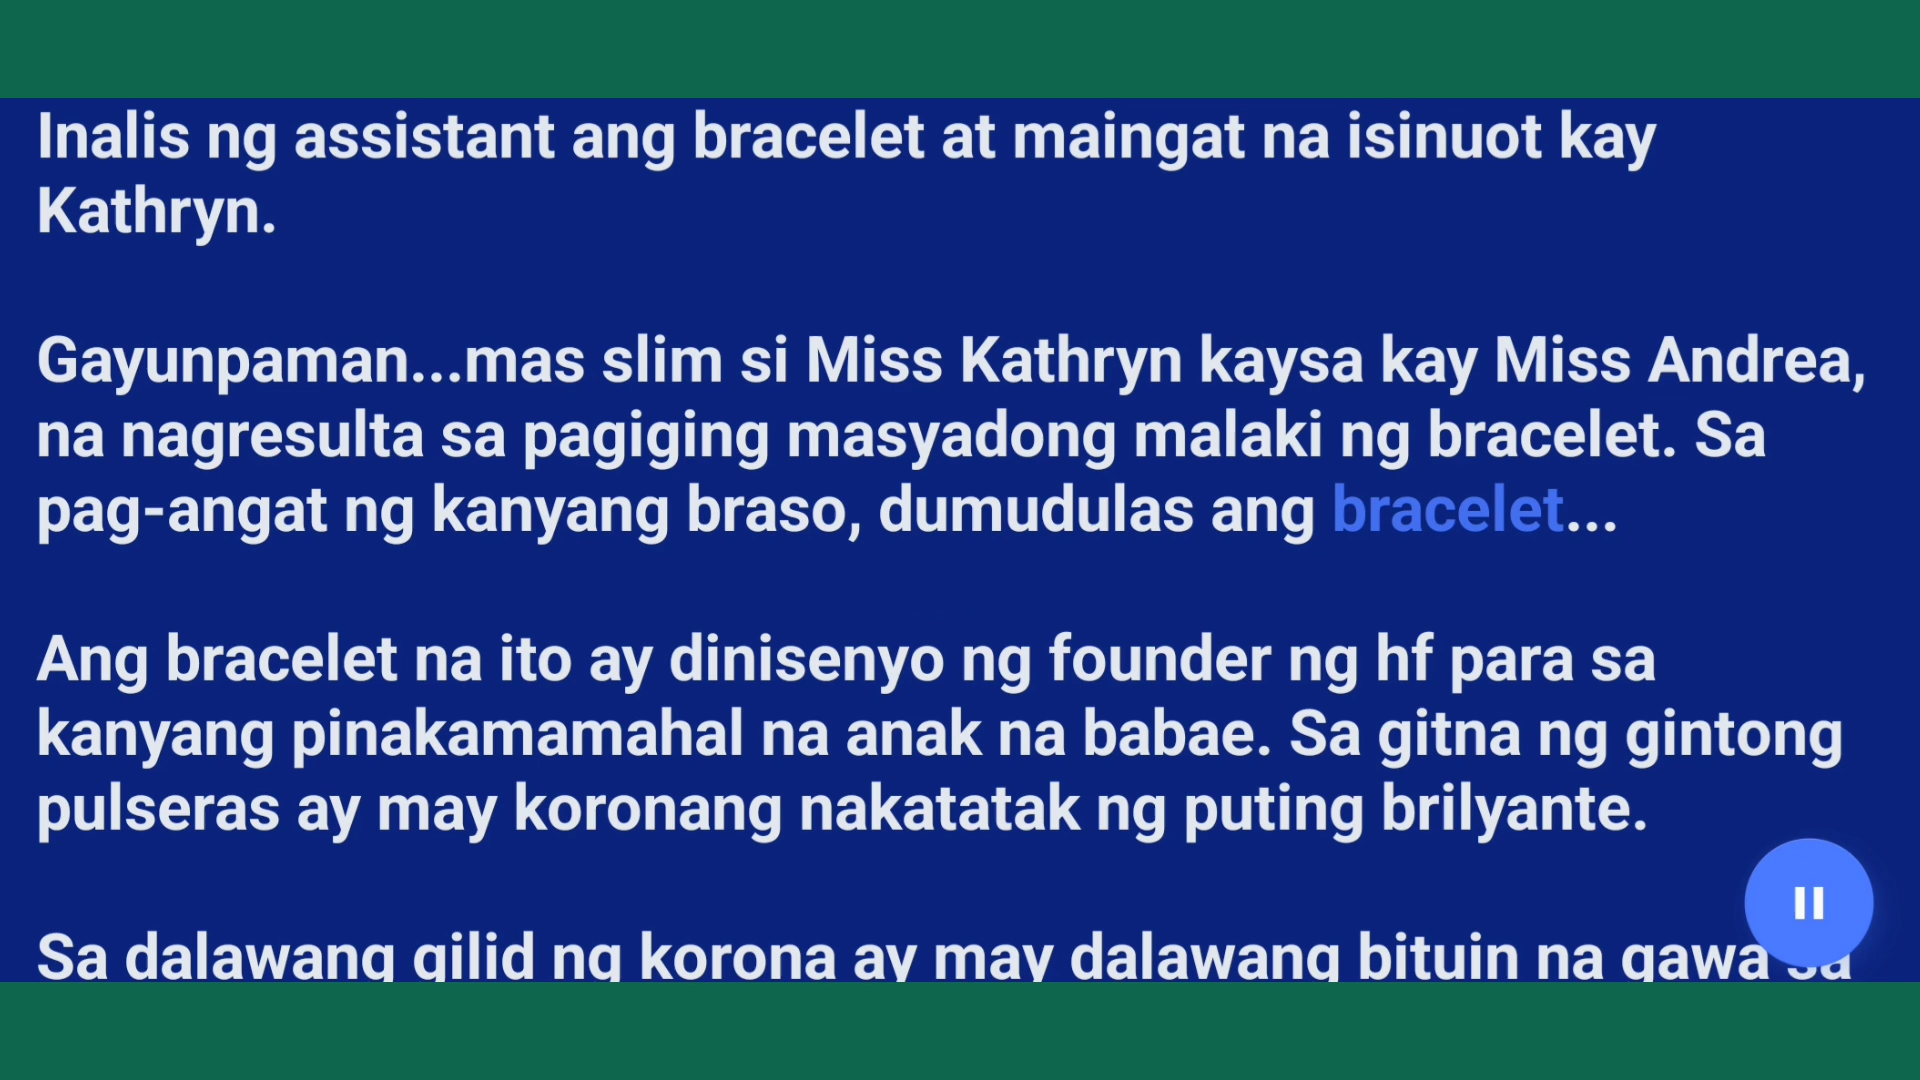 Inalis ng assistant ang bracelet at maingat na isinuot kay
Kathryn.
Gayunpaman...mas slim si Miss Kathryn kaysa kay Miss Andrea,
na nagresulta sa pagiging masyadong malaki ng bracelet. Sa
pag-angat ng kanyang braso, dumudulas ang bracelet...
Ang bracelet na ito ay dinisenyo ng founder ng hf para sa
kanyang pinakamamahal na anak na babae. Sa gitna ng gintong
pulseras ay may koronang nakatatak ng puting brilyante.
Sa dalawang gilid ng korona ay may dalawang bituin na gawa sa